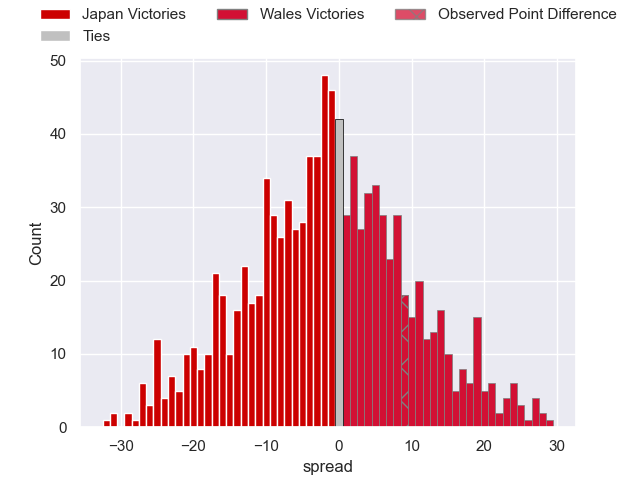 Japan Victories
Wales Victories
Observed Point Difference
Ties
50
40
30
20
10
0
−30
−20
−10
0
10
20
30
spread
Count